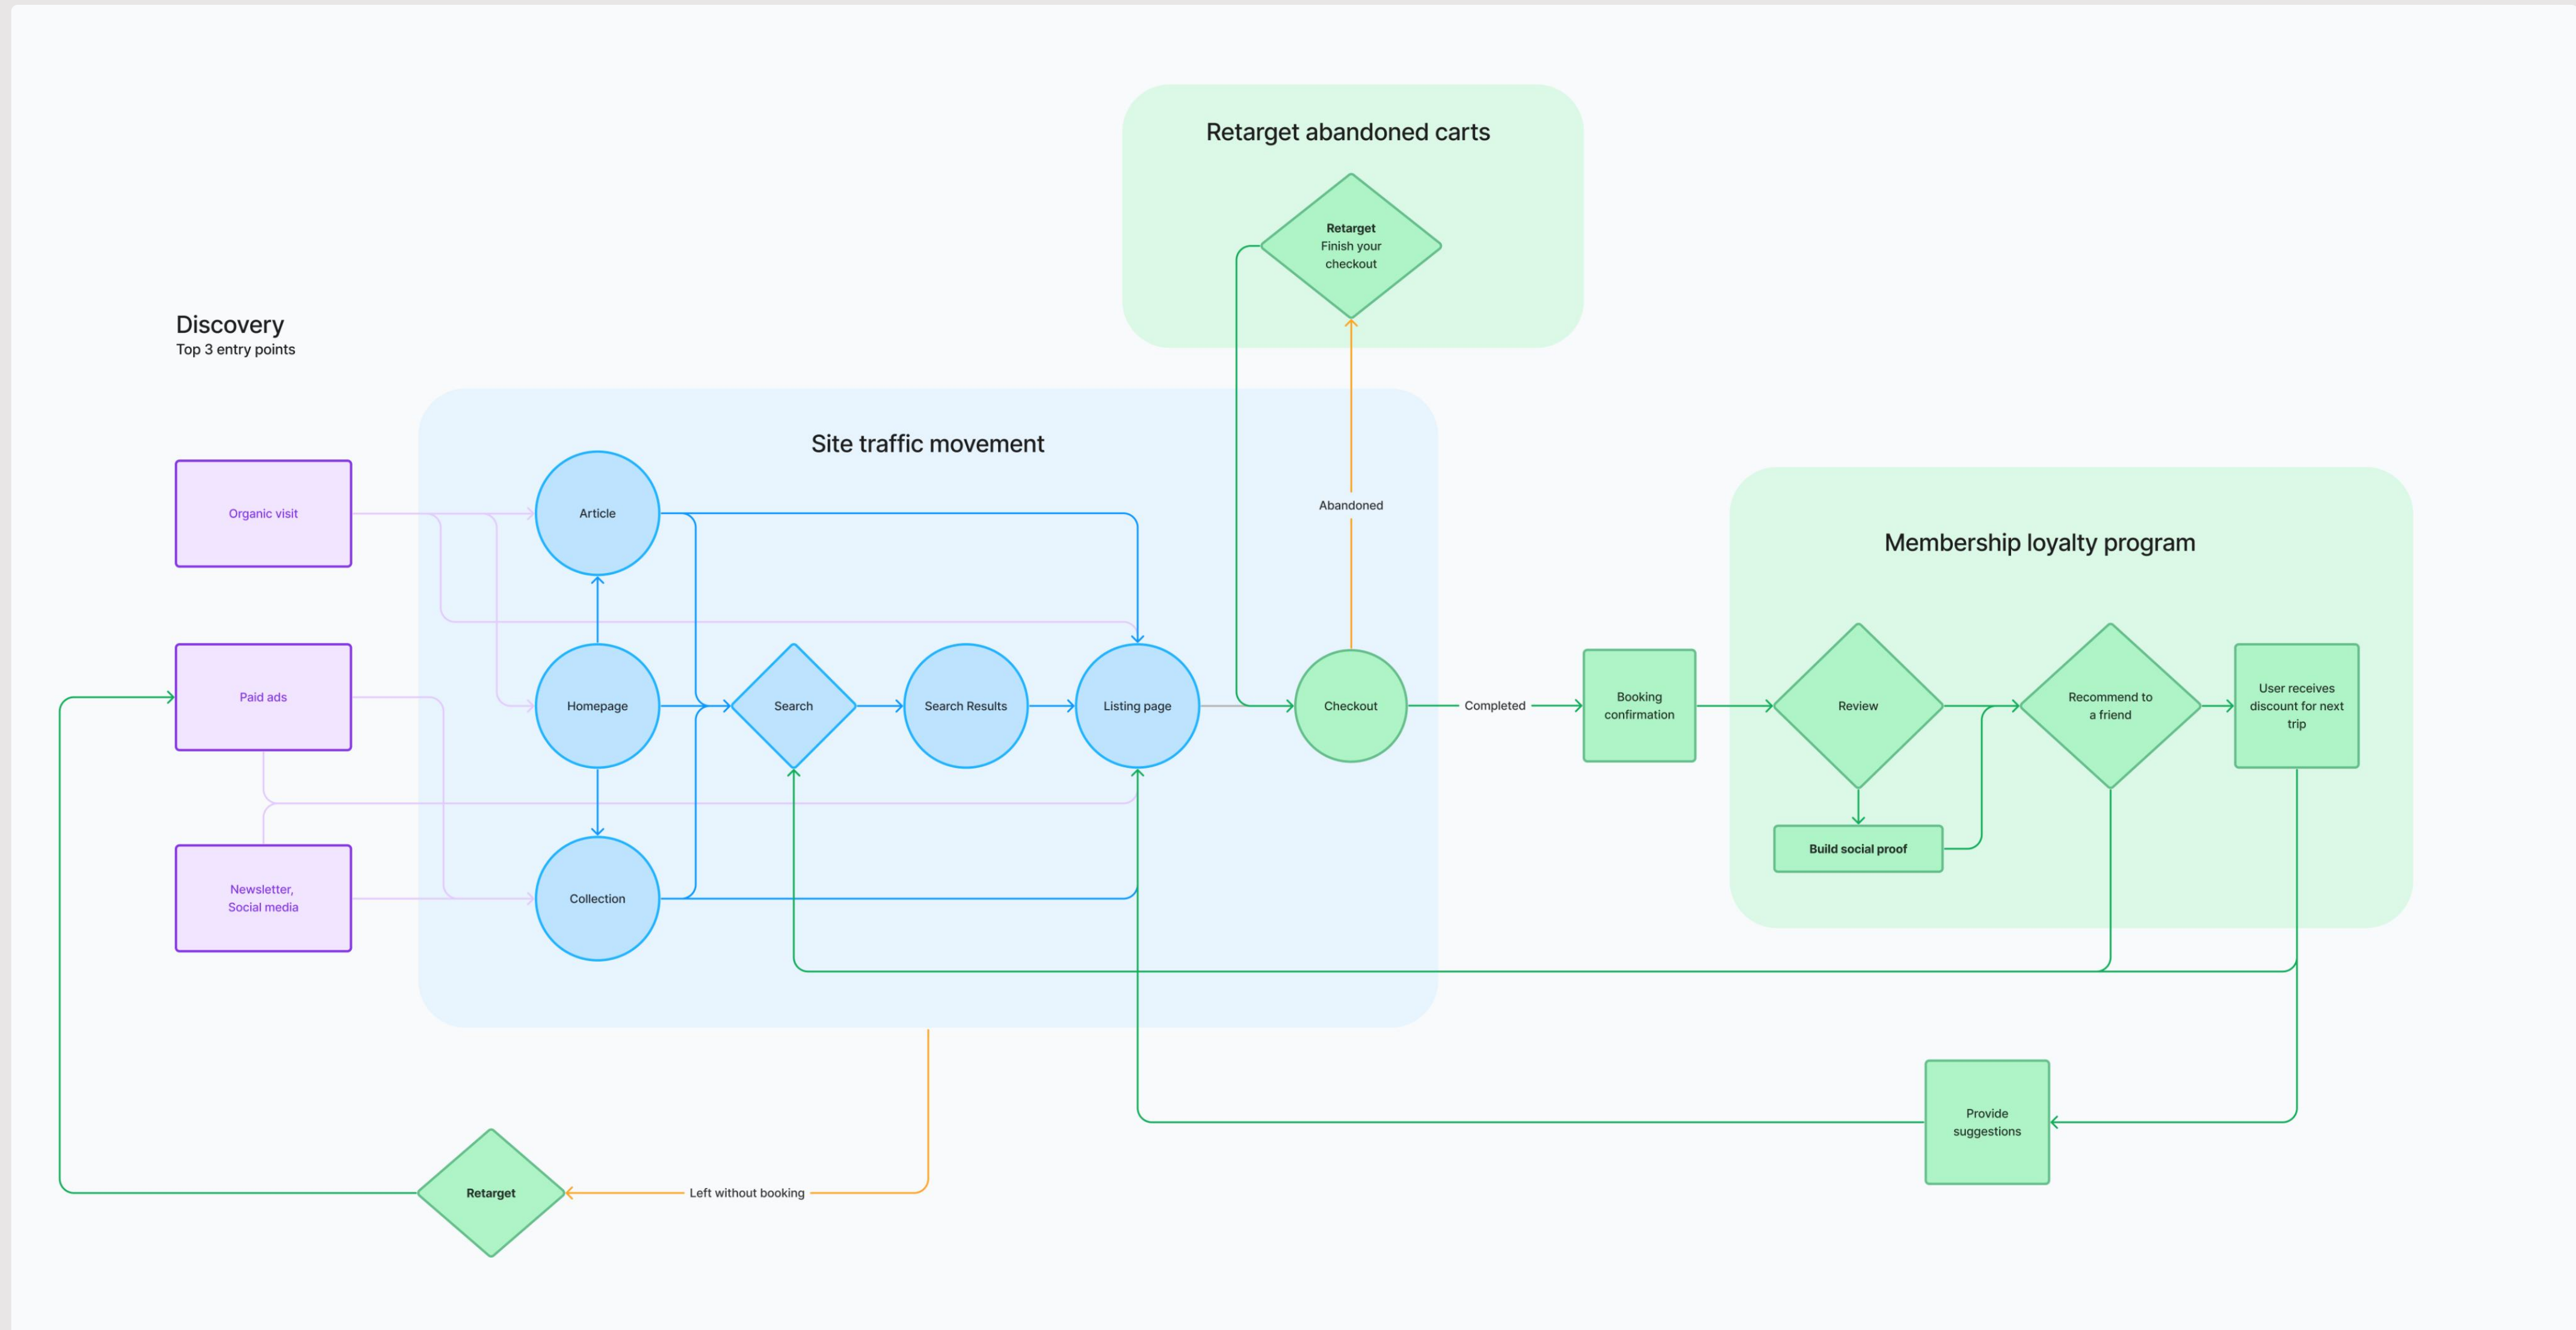 Retarget abandoned carts
Retarget
Finish your
checkout
Discovery
Top 3 entry points
Site traffic movement
Organic visit
Article
Abandoned
Membership loyalty program
Paid ads
Homepage
Search
Search Results
Listing page
Checkout
Completed
Booking
confirmation
Review
Recommend to
a friend
User receives
discount for next
trip
Build social proof
Newsletter,
Social media
Collection
Provide
suggestions
Retarget
Left without booking